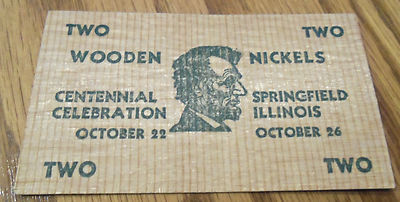 TWO TWO
WOODEN NICKELS
CENTENNIAL SPRINGFIELD
CELEBRATION ILLINOIS
OCTOBER 22 OCTOBER 26
TWO TWO